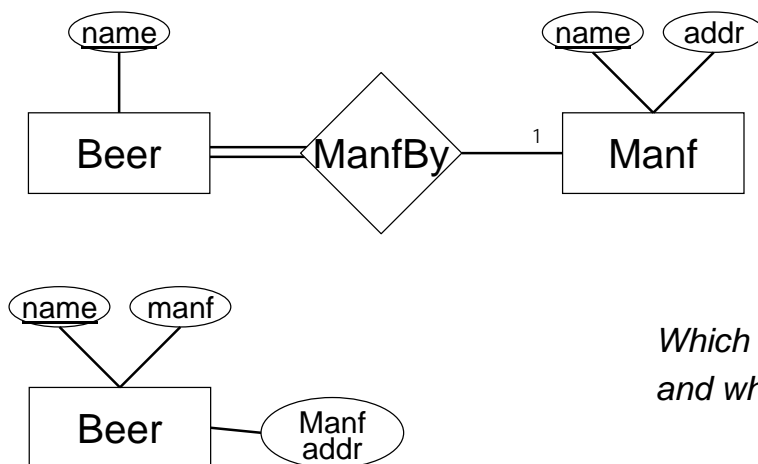 name
name
addr
Beer
ManfBy
1
Manf
name
manf
Beer
Manf
addr
Which
and wh